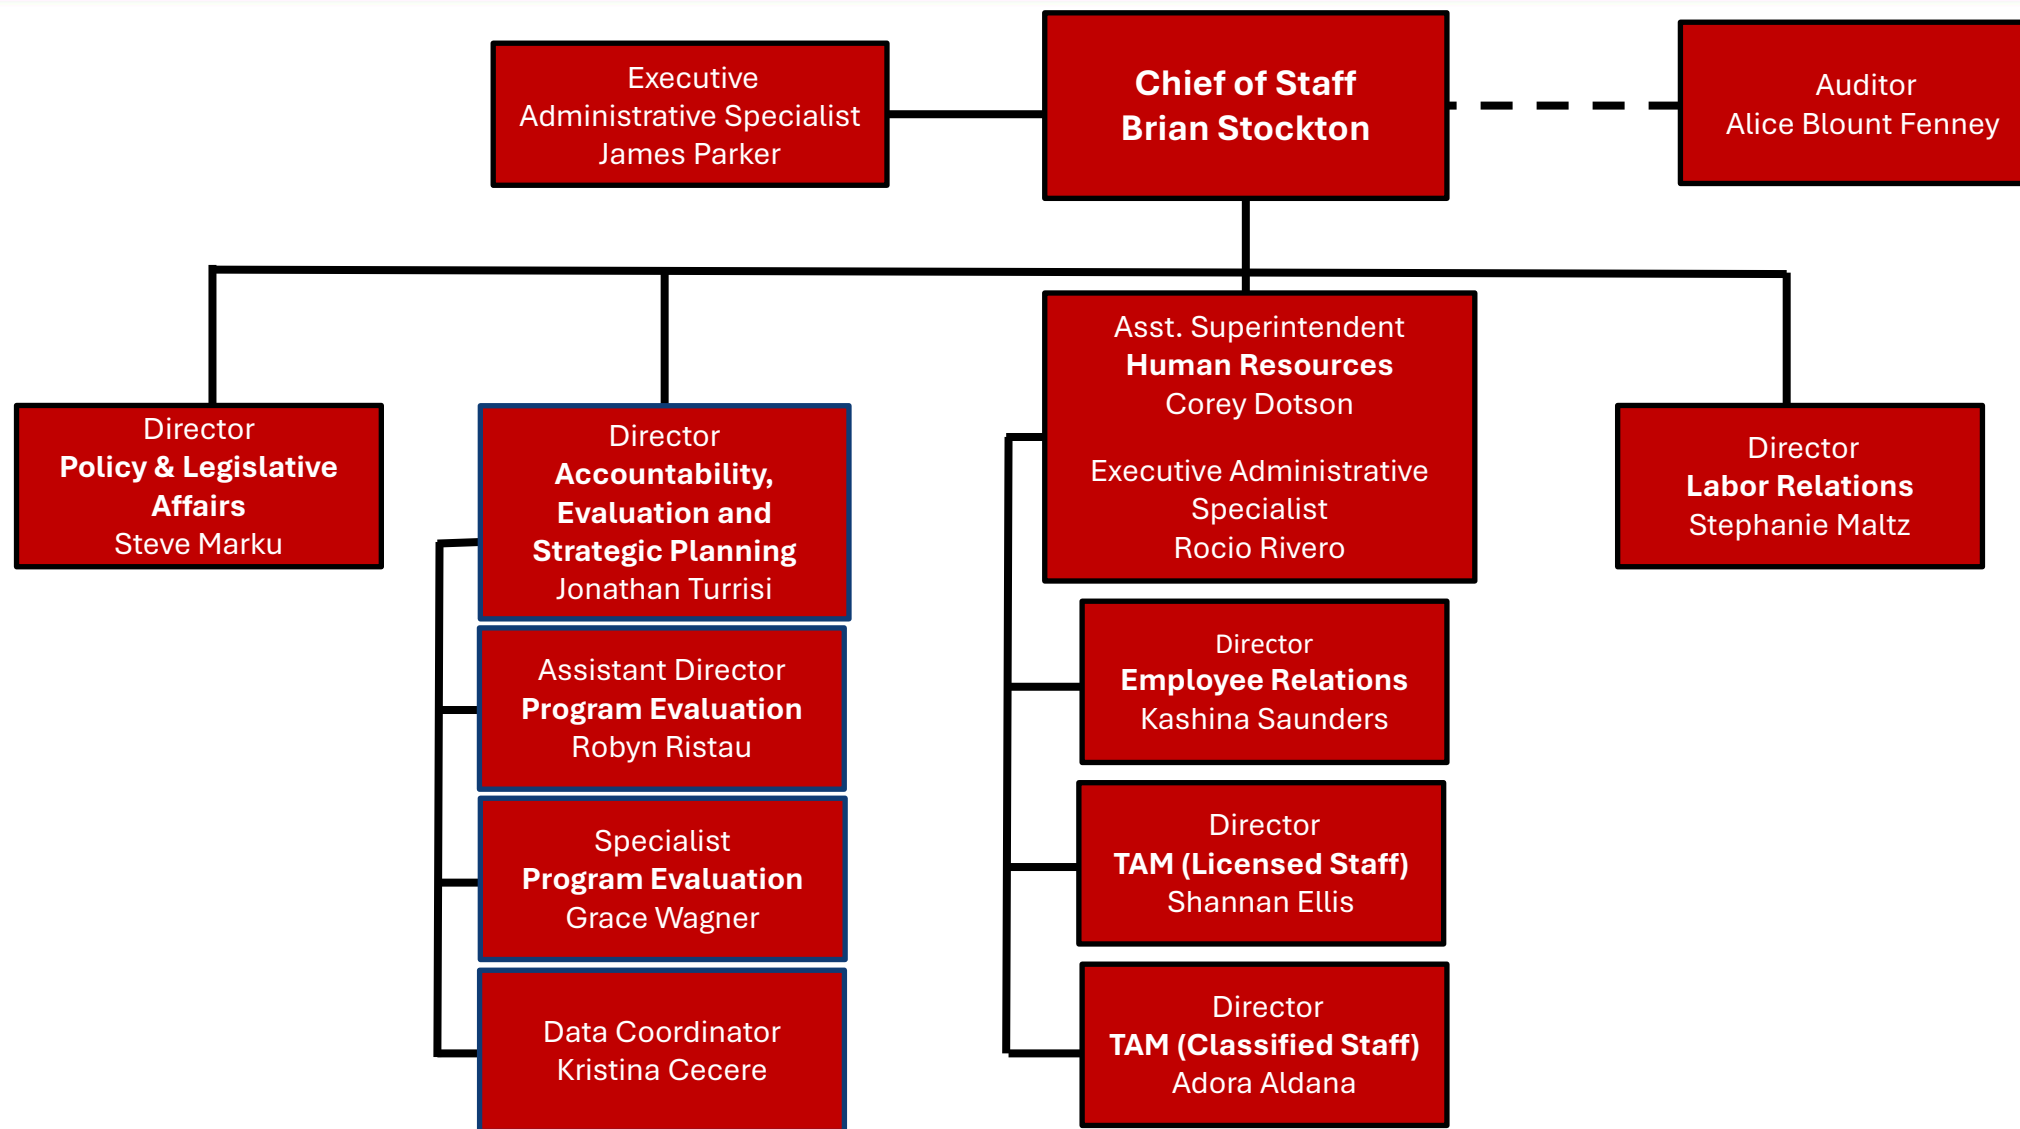 Executive
Administrative Specialist
James Parker
Chief of Staff
Brian Stockton
Auditor
Alice Blount Fenney
Director
Policy & Legislative
Affairs
Steve Marku
Director
Accountability,
Evaluation and
Strategic Planning
Jonathan Turrisi
Asst. Superintendent
Human Resources
Corey Dotson
Executive Administrative
Specialist
Rocio Rivero
Director
Labor Relations
Stephanie Maltz
Assistant Director
Program Evaluation
Robyn Ristau
Specialist
Program Evaluation
Grace Wagner
Data Coordinator
Kristina Cecere
Director
Employee Relations
Kashina Saunders
Director
TAM (Licensed Staff)
Shannan Ellis
Director
TAM (Classified Staff)
Adora Aldana